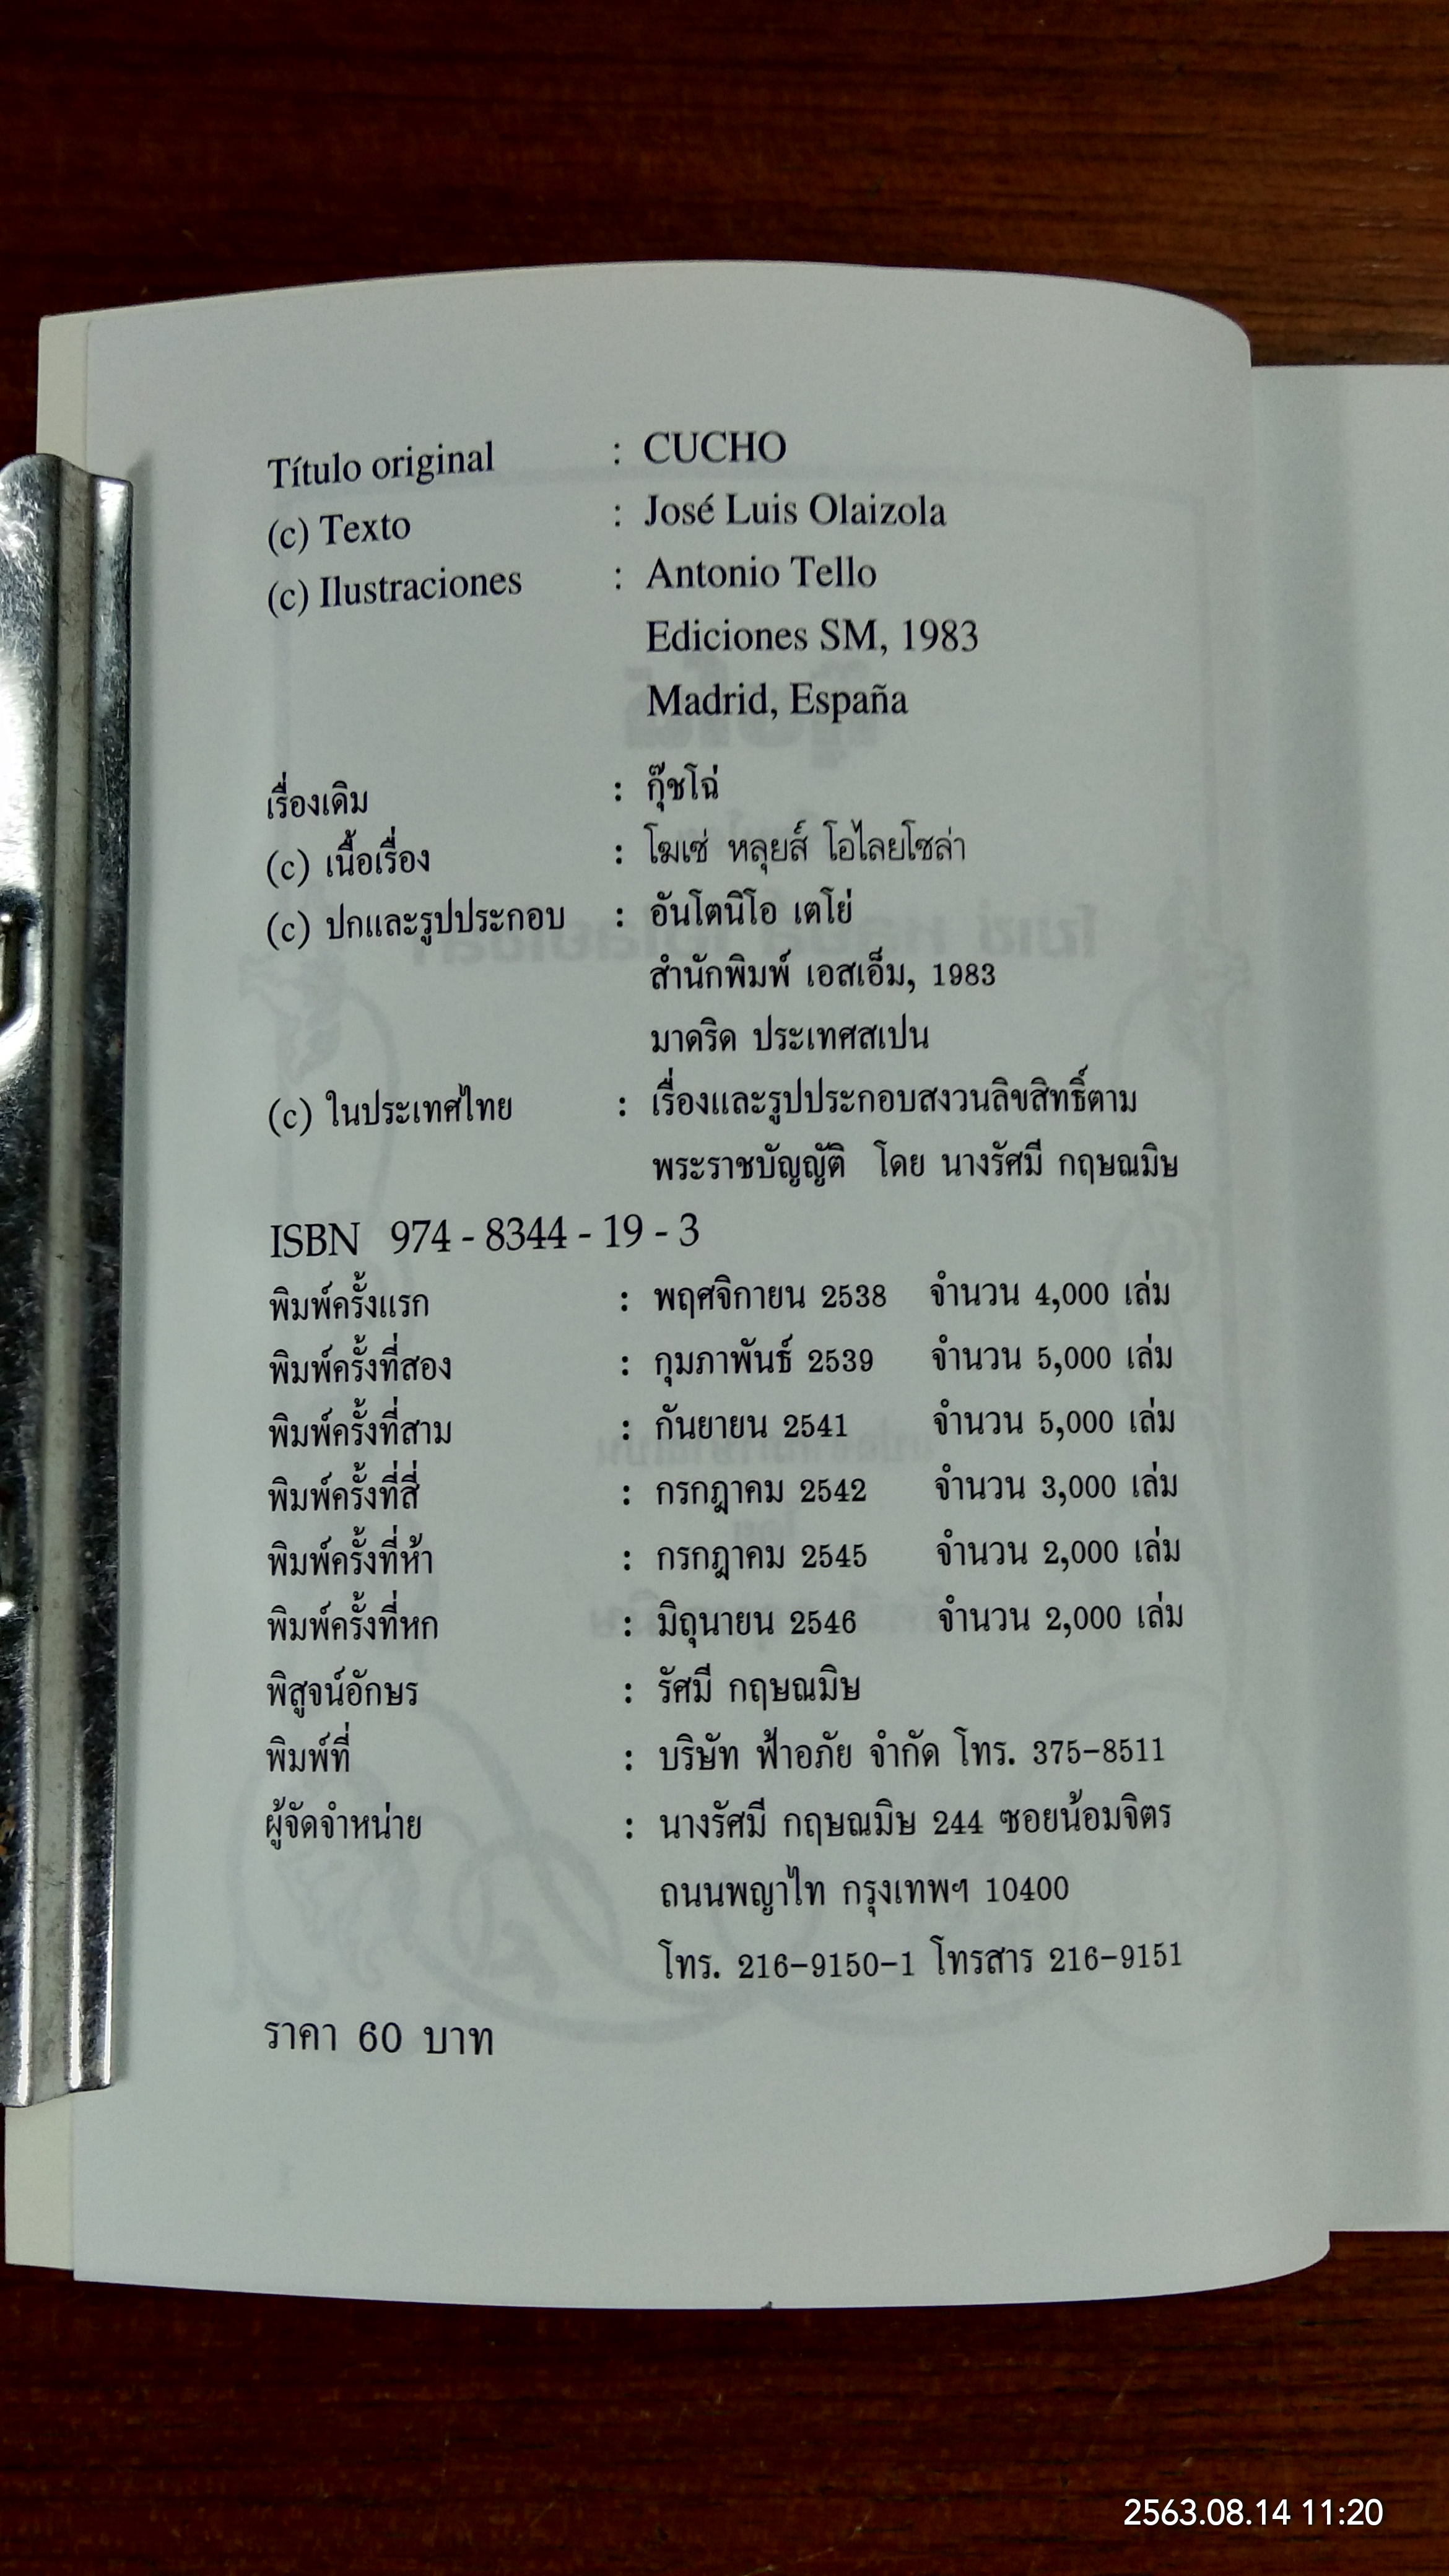 Título original : CUCHO
(c) Texto : José Luis Olaizola
(c) Ilustraciones : Antonio Tello
Ediciones SM, 1983
Madrid, España
เรื่องเดิม : กุ๊ชโฉ่
(c) เนื้อเรื่อง : โฆเซ่ หลุยส์ โอไลยโซล่า
(c) ปกและรูปประกอบ : อันโตนิโอ เตโย่
สำนักพิมพ์ เอสเอ็ม, 1983
มาดริด ประเทศสเปน
(c) ในประเทศไทย : เรื่องและรูปประกอบสงวนลิขสิทธิ์ตาม
พระราชบัญญัติ โดย นางรัศมี กฤษณมิษ
ISBN 974 - 8344 - 19 - 3
พิมพ์ครั้งแรก : พฤศจิกายน 2538 จำนวน 4,000 เล่ม
พิมพ์ครั้งที่สอง : กุมภาพันธ์ 2539 จำนวน 5,000 เล่ม
พิมพ์ครั้งที่สาม : กันยายน 2541 จำนวน 5,000 เล่ม
พิมพ์ครั้งที่สี่ : กรกฎาคม 2542 จำนวน 3,000 เล่ม
พิมพ์ครั้งที่ห้า : กรกฎาคม 2545 จำนวน 2,000 เล่ม
พิมพ์ครั้งที่หก : มิถุนายน 2546 จำนวน 2,000 เล่ม
พิสูจน์อักษร : รัศมี กฤษณมิษ
พิมพ์ที่ : บริษัท ฟ้าอภัย จำกัด โทร. 375-8511
ผู้จัดจำหน่าย : นางรัศมี กฤษณมิษ 244 ซอยน้อมจิตร
ถนนพญาไท กรุงเทพฯ 10400
โทร. 216-9150-1 โทรสาร 216-9151
ราคา 60 บาท
2563.08.14 11:20